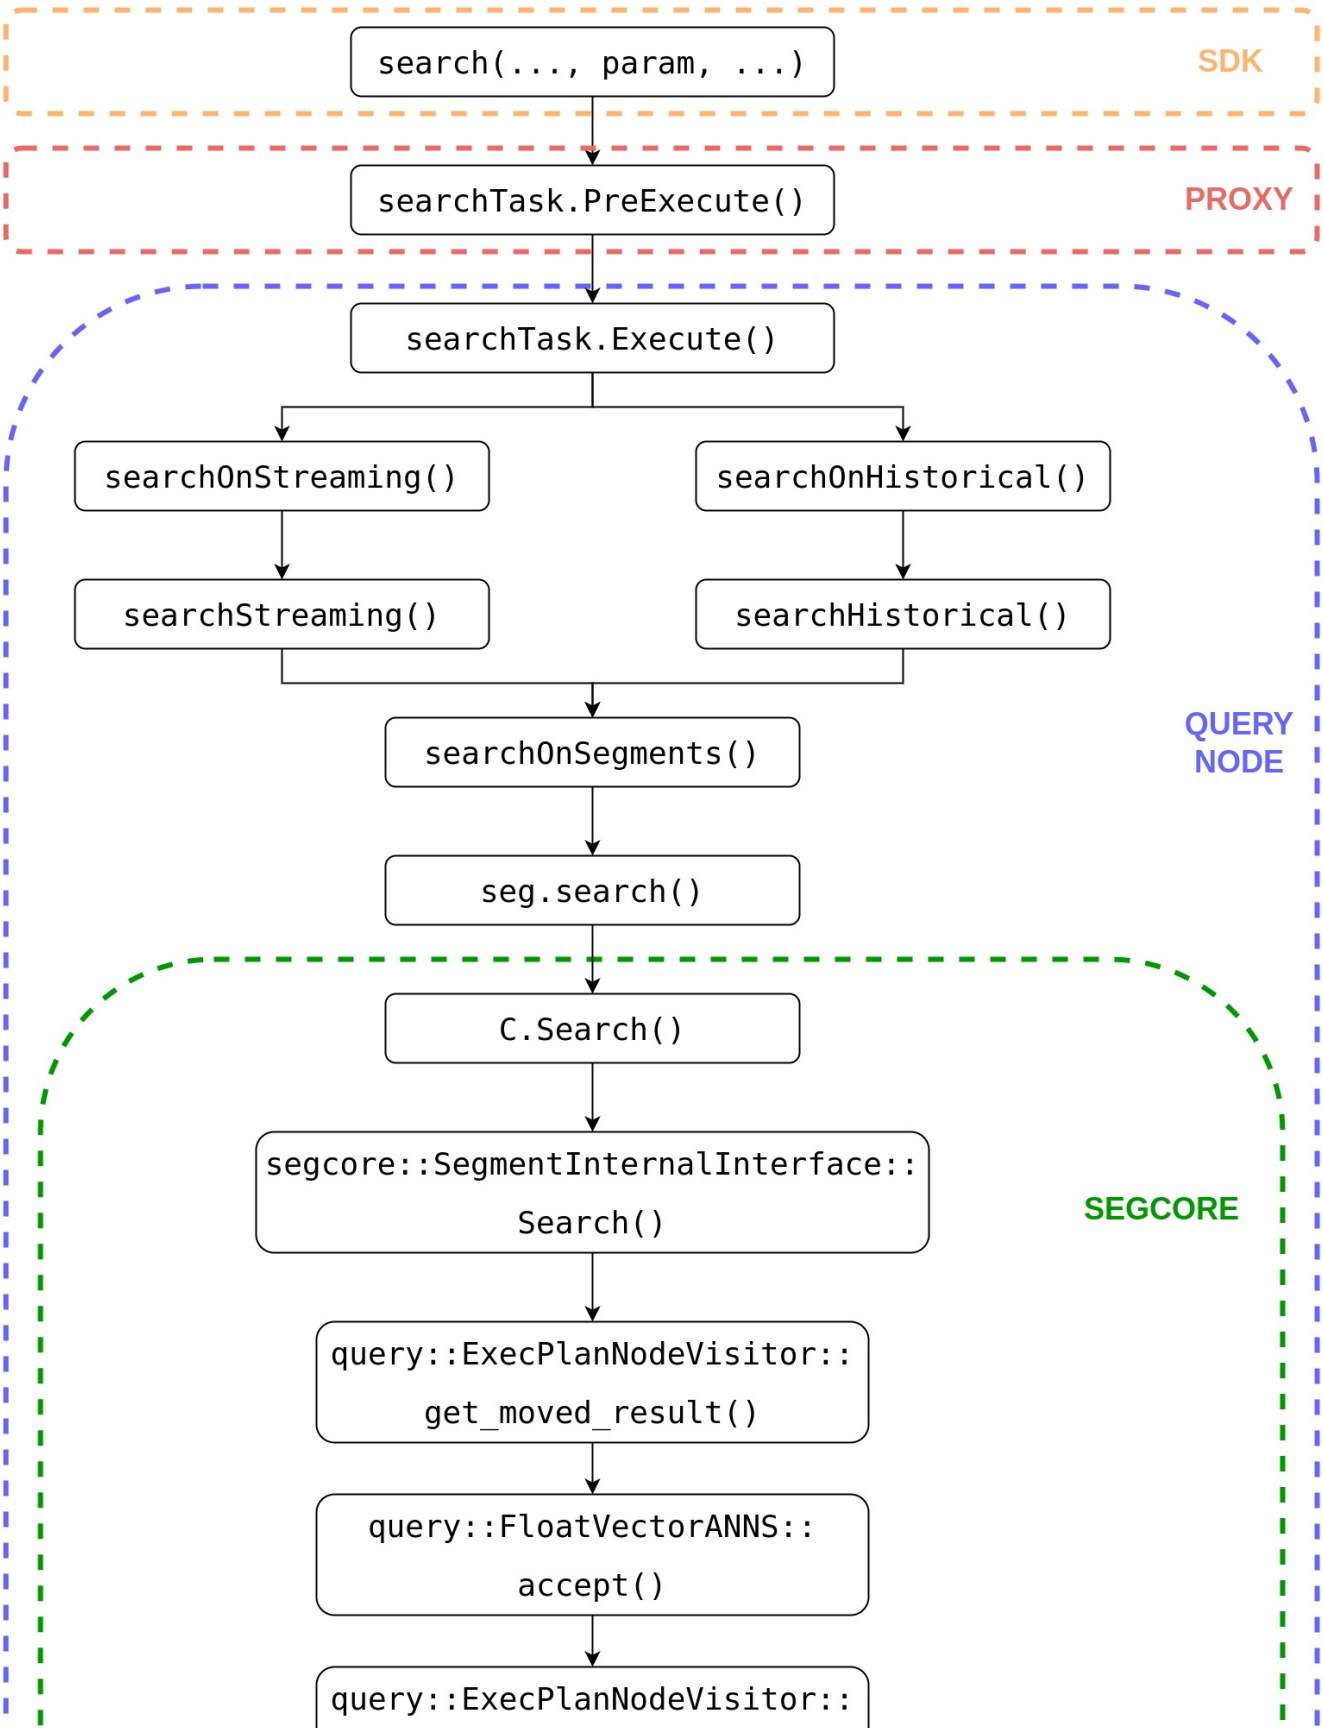 search(..., param, ...)
SDK
searchTask.PreExecute()
PROXY
searchTask.Execute()
searchOnStreaming()
searchOnHistorical()
searchStreaming()
searchHistorical()
searchOnSegments()
QUERY
NODE
seg.search()
C.Search()
segcore::SegmentInternalInterface::
Search()
SEGCORE
query::ExecPlanNodeVisitor::
get_moved_result()
query::FloatVectorANNS::
accept()
query::ExecPlanNodeVisitor::